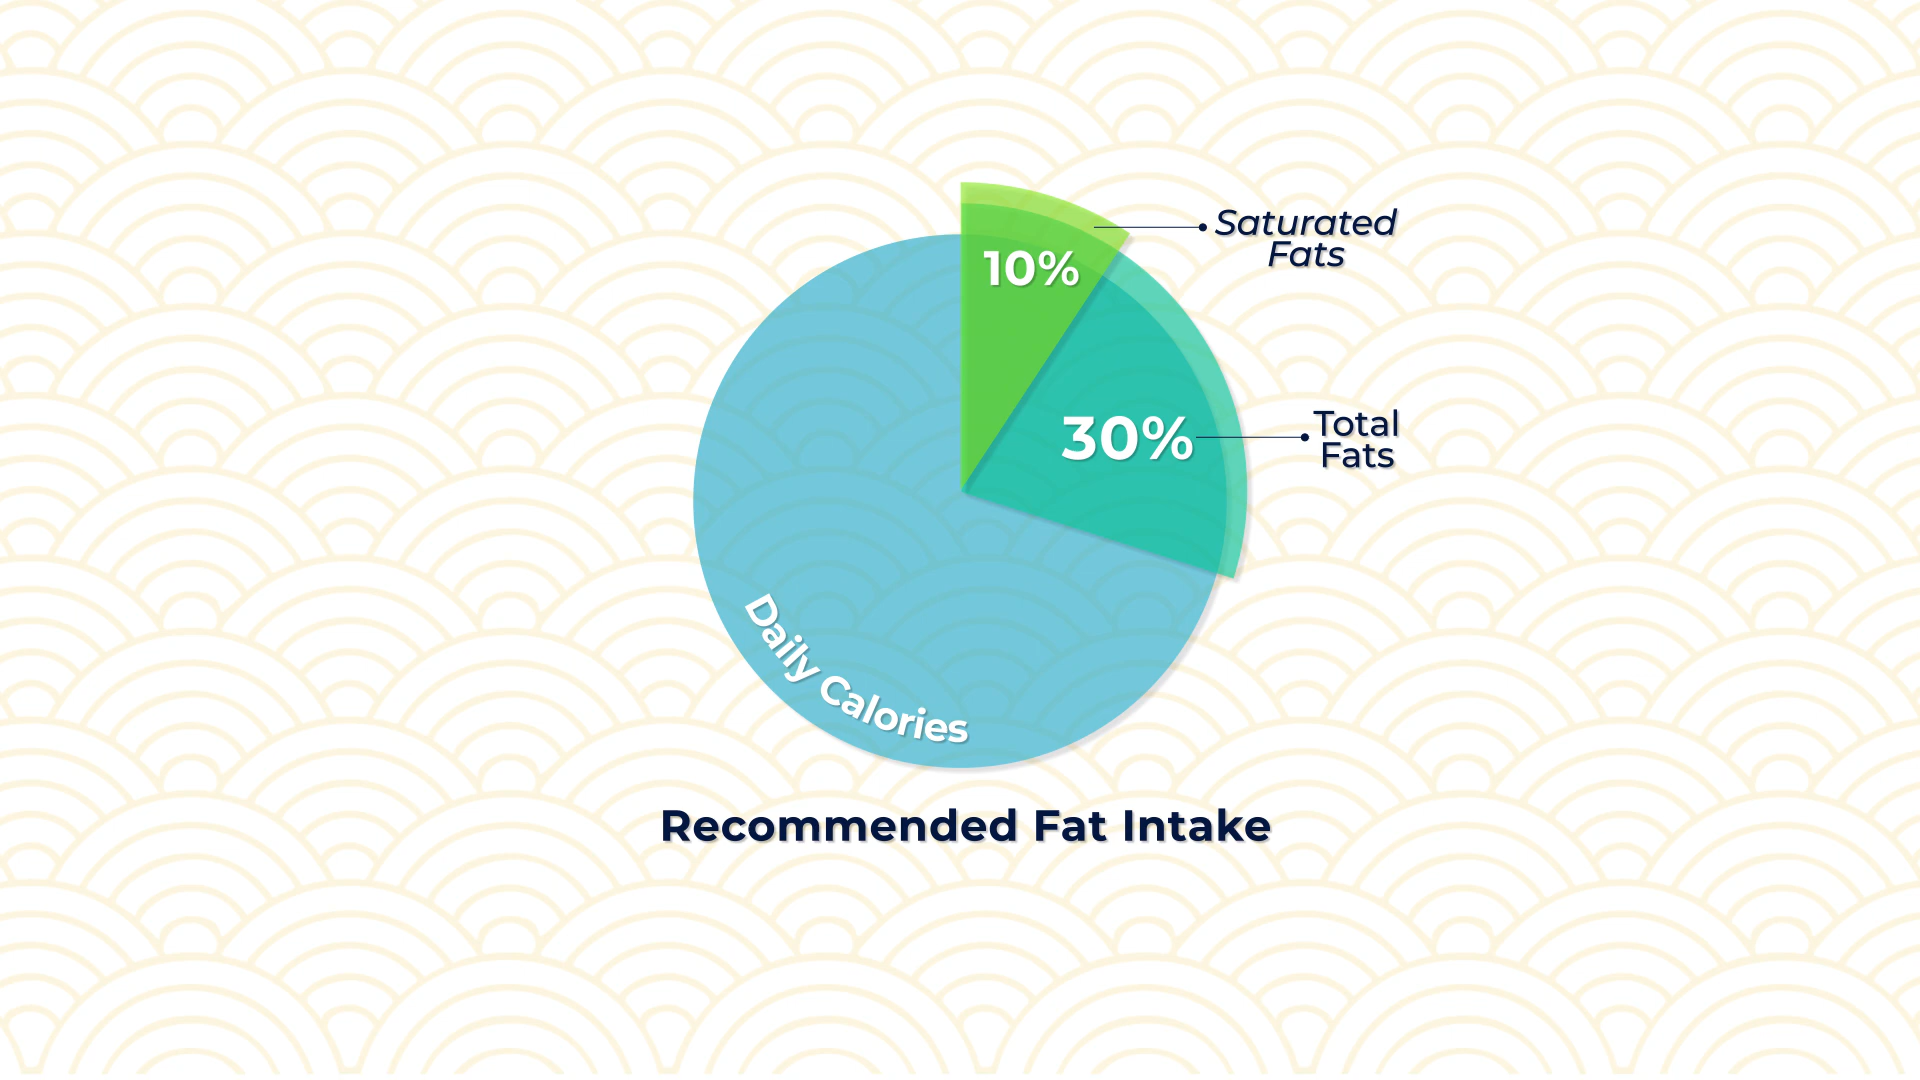 Saturated
Fats
10%
30%
Total
Fats
Daily Calories
Recommended Fat Intake